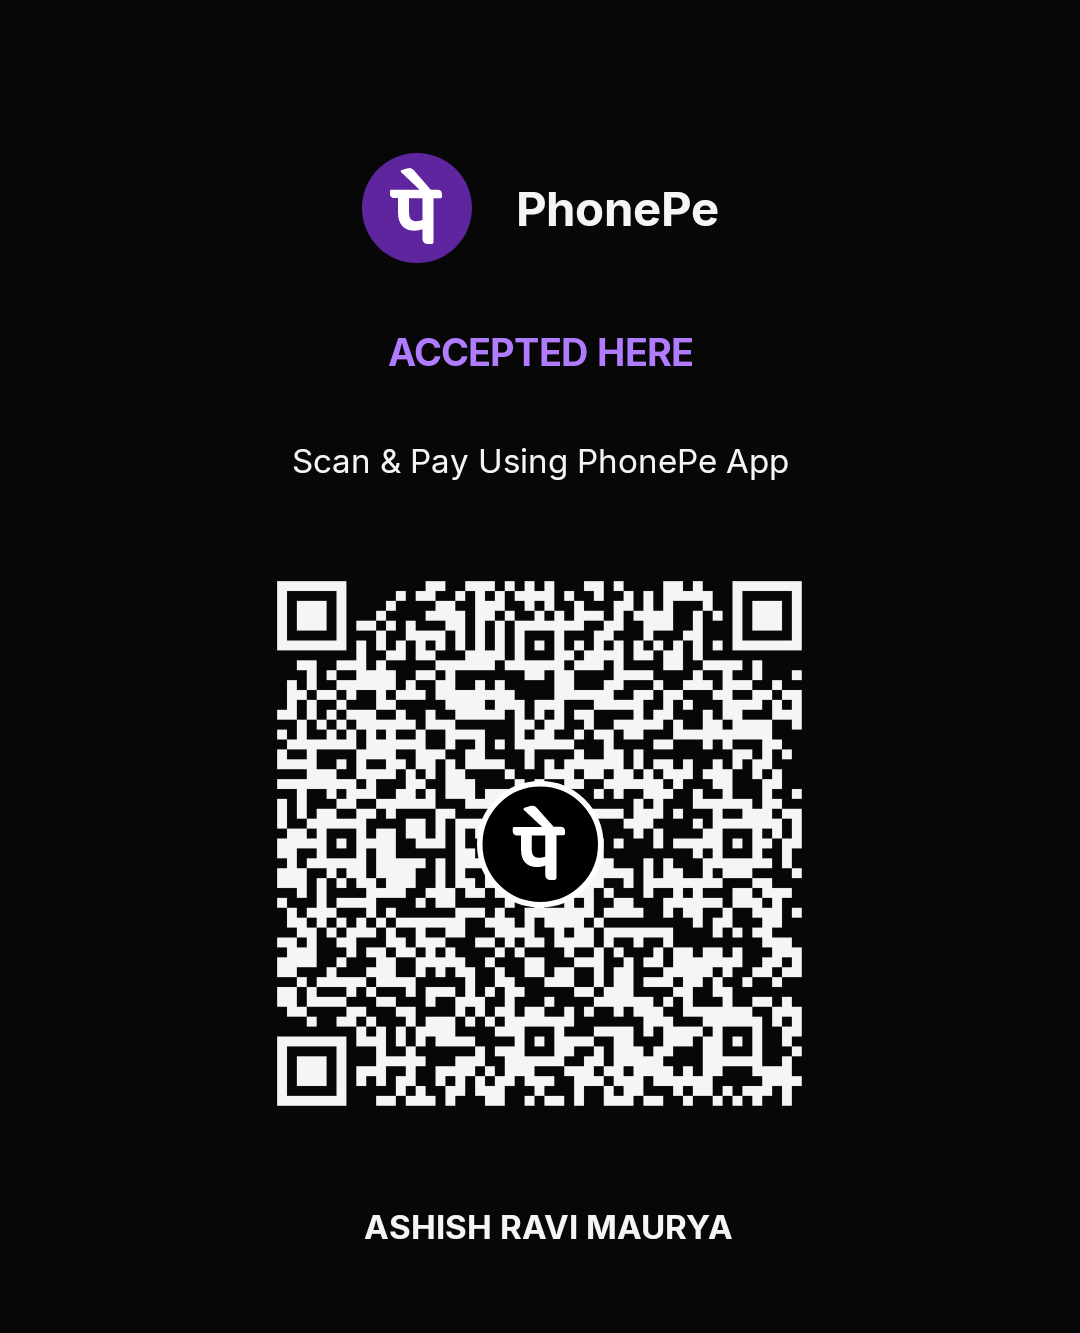 पे PhonePe
ACCEPTED HERE
Scan & Pay Using PhonePe App
पे
ASHISH RAVI MAURYA